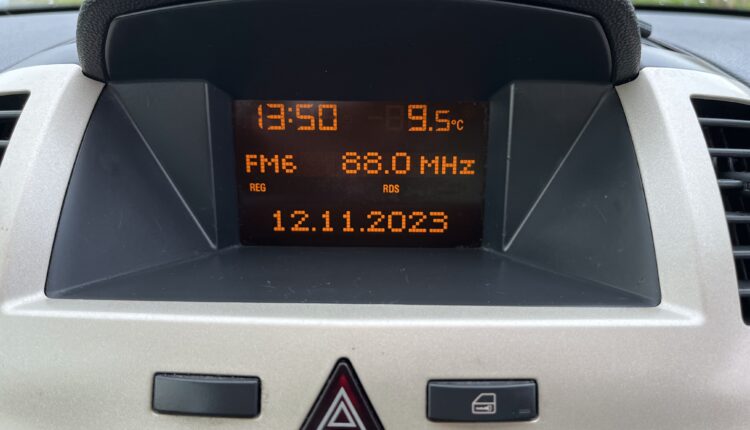 13:50 9.5°C
FM6 88.0 MHz
REG RDS
12.11.2023